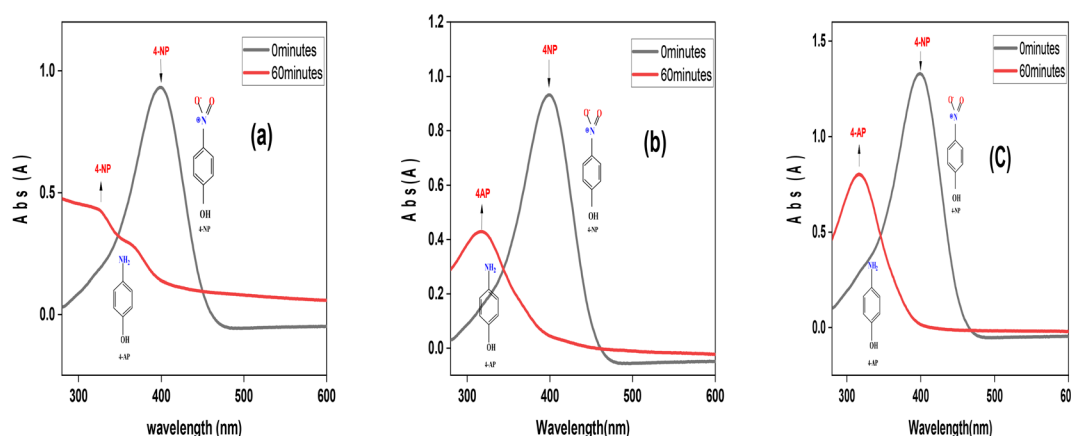 4-NP
0minutes
60minutes
1.0
0.5
0.0
Abs (A)
4-NP
(a)
O-
O
N
OH
4-NP
NH2
OH
4-AP
300
400
500
600
wavelength (nm)
4NP
0minutes
60minutes
1.2
1.0
0.8
0.6
0.4
0.2
0.0
Abs (A)
4AP
(b)
O-
O
N
OH
4-NP
NH2
OH
4-AP
300
400
500
600
Wavelength(nm)
4-NP
0minutes
60minutes
1.5
1.0
0.5
0.0
Abs (A)
4-AP
(C)
O-
O
N
OH
4-NP
NH2
OH
4-AP
300
400
500
Wavelength(nm)